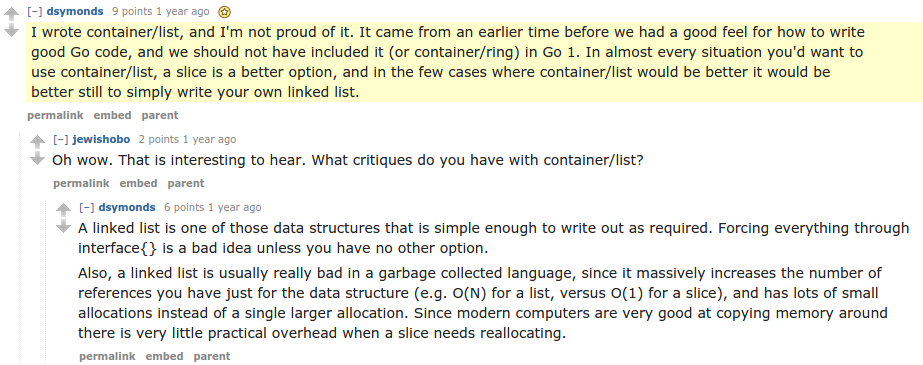 [–] dsymonds 9 points 1 year ago
I wrote container/list, and I'm not proud of it. It came from an earlier time before we had a good feel for how to write
good Go code, and we should not have included it (or container/ring) in Go 1. In almost every situation you'd want to
use container/list, a slice is a better option, and in the few cases where container/list would be better it would be
better still to simply write your own linked list.
permalink embed parent
[–] jewishobo 2 points 1 year ago
Oh wow. That is interesting to hear. What critiques do you have with container/list?
permalink embed parent
[–] dsymonds 6 points 1 year ago
A linked list is one of those data structures that is simple enough to write out as required. Forcing everything through
interface{} is a bad idea unless you have no other option.
Also, a linked list is usually really bad in a garbage collected language, since it massively increases the number of
references you have just for the data structure (e.g. O(N) for a list, versus O(1) for a slice), and has lots of small
allocations instead of a single larger allocation. Since modern computers are very good at copying memory around
there is very little practical overhead when a slice needs reallocating.
permalink embed parent